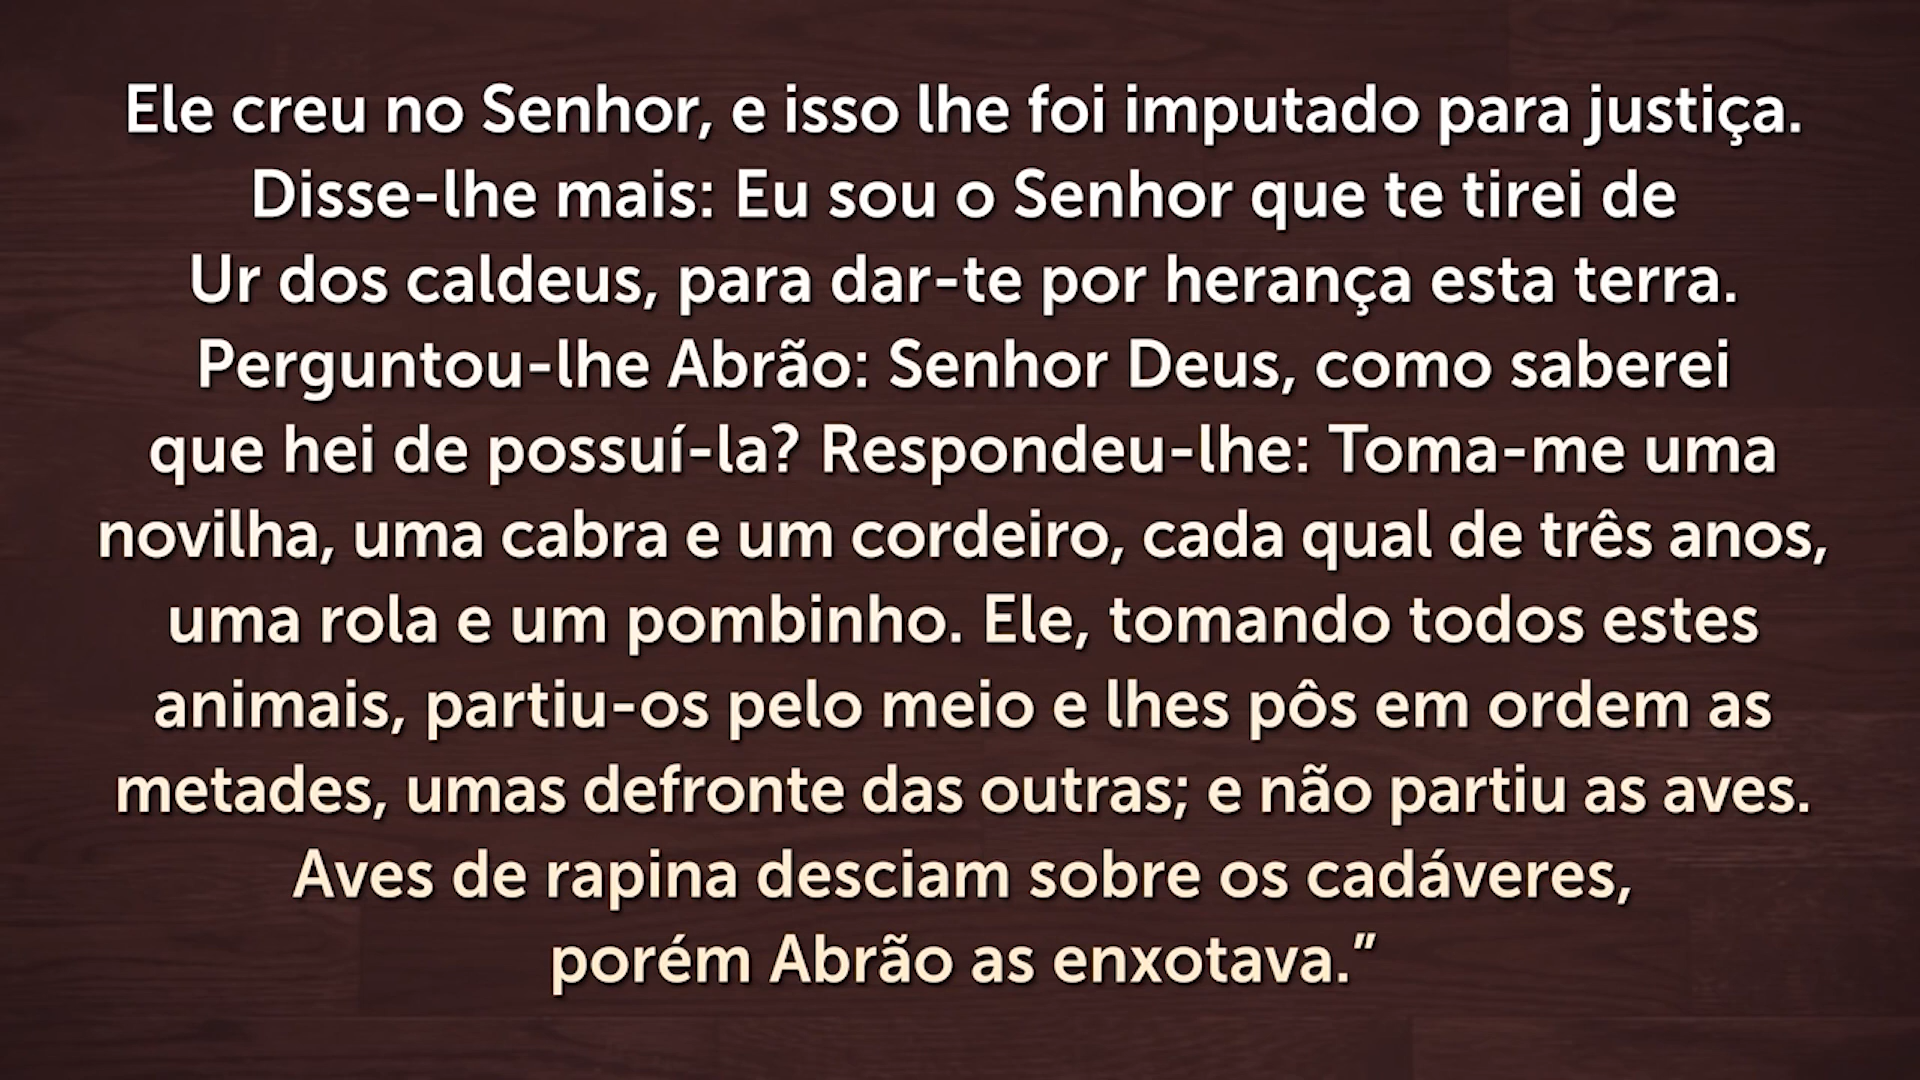 Ele creu no Senhor, e isso lhe foi imputado para justiça.
Disse-lhe mais: Eu sou o Senhor que te tirei de
Ur dos caldeus, para dar-te por herança esta terra.
Perguntou-lhe Abrão: Senhor Deus, como saberei
que hei de possuí-la? Respondeu-lhe: Toma-me uma
novilha, uma cabra e um cordeiro, cada qual de três anos,
uma rola e um pombinho. Ele, tomando todos estes
animais, partiu-os pelo meio e lhes pôs em ordem as
metades, umas defronte das outras; e não partiu as aves.
Aves de rapina desciam sobre os cadáveres,
porém Abrão as enxotava.”